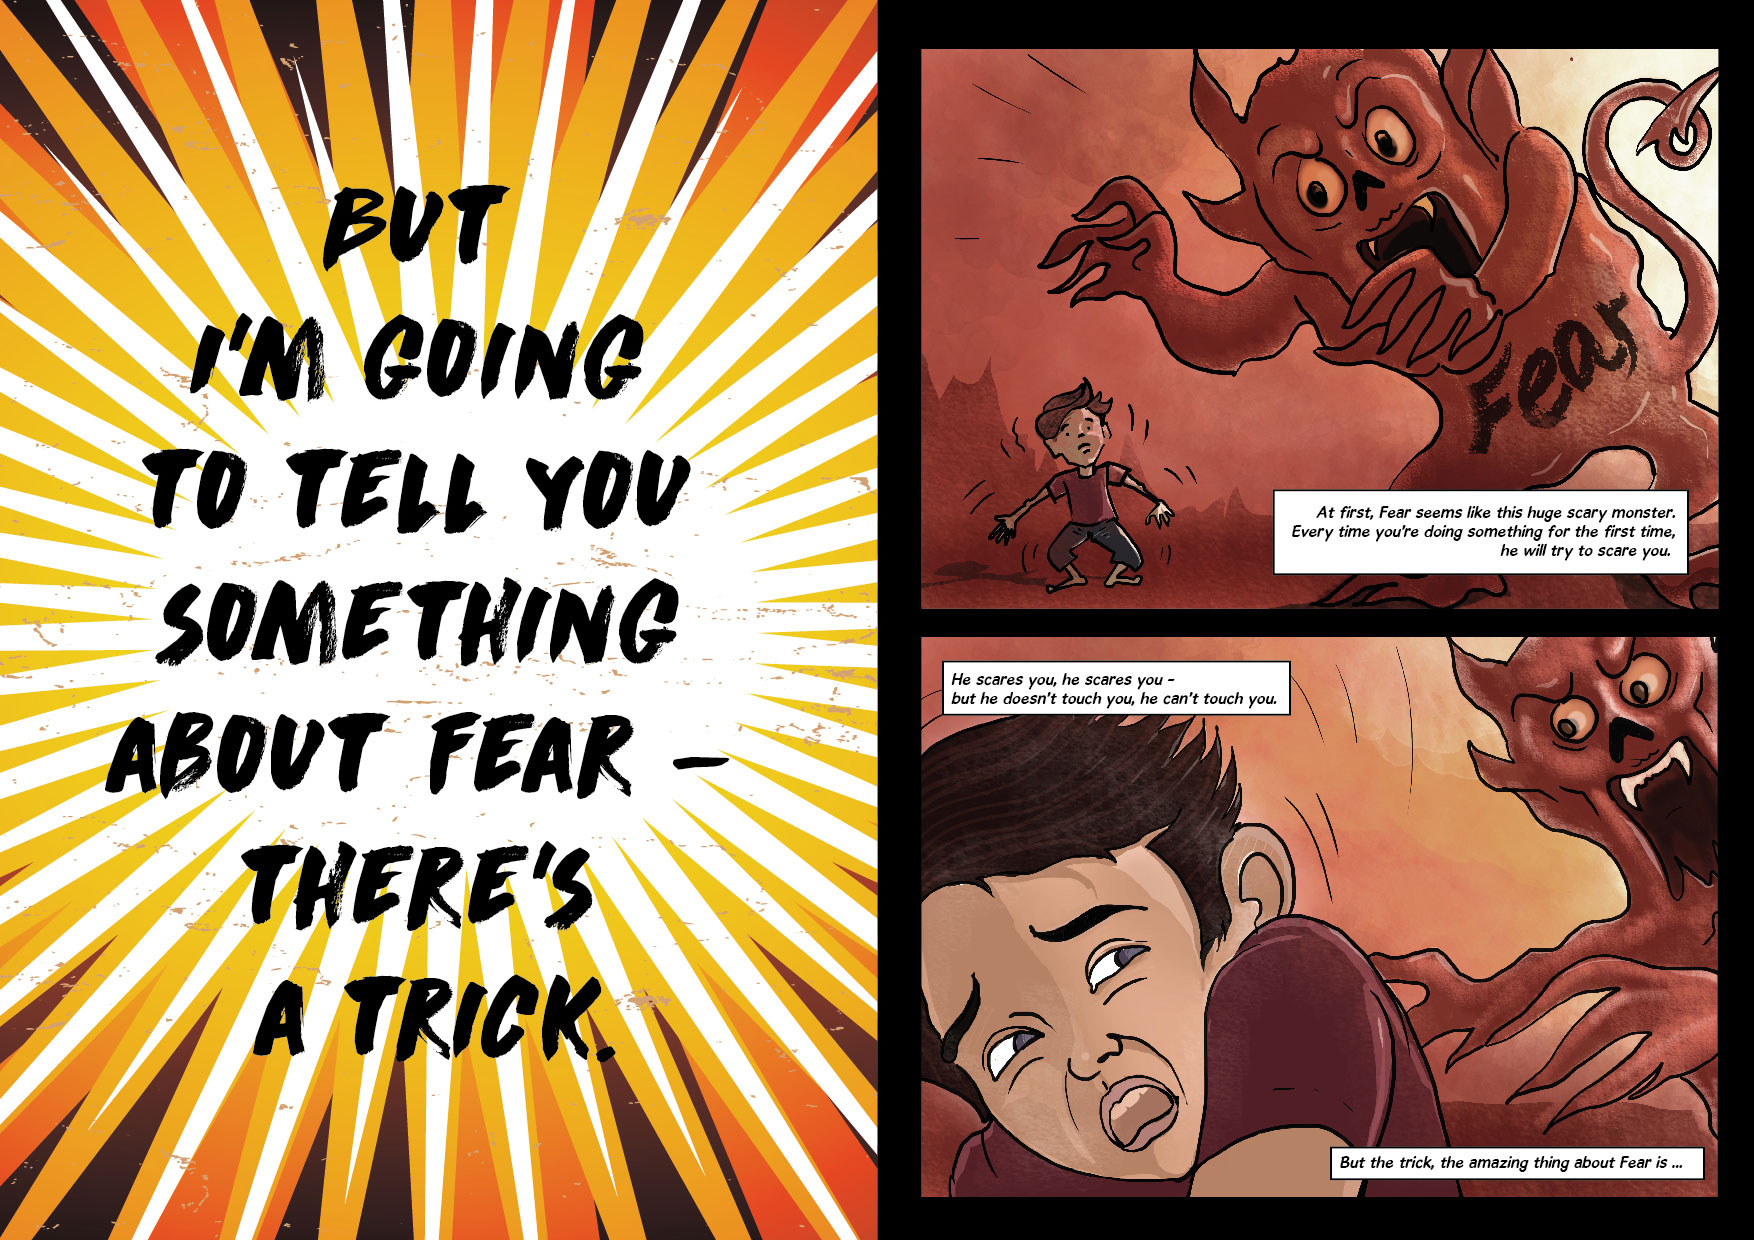 BUT
I'M GOING
TO TELL YOU
SOMETHING
ABOUT FEAR –
THERE'S
A TRICK.
Fear
At first, Fear seems like this huge scary monster.
Every time you're doing something for the first time,
he will try to scare you.
He scares you, he scares you -
but he doesn't touch you, he can't touch you.
But the trick, the amazing thing about Fear is ...